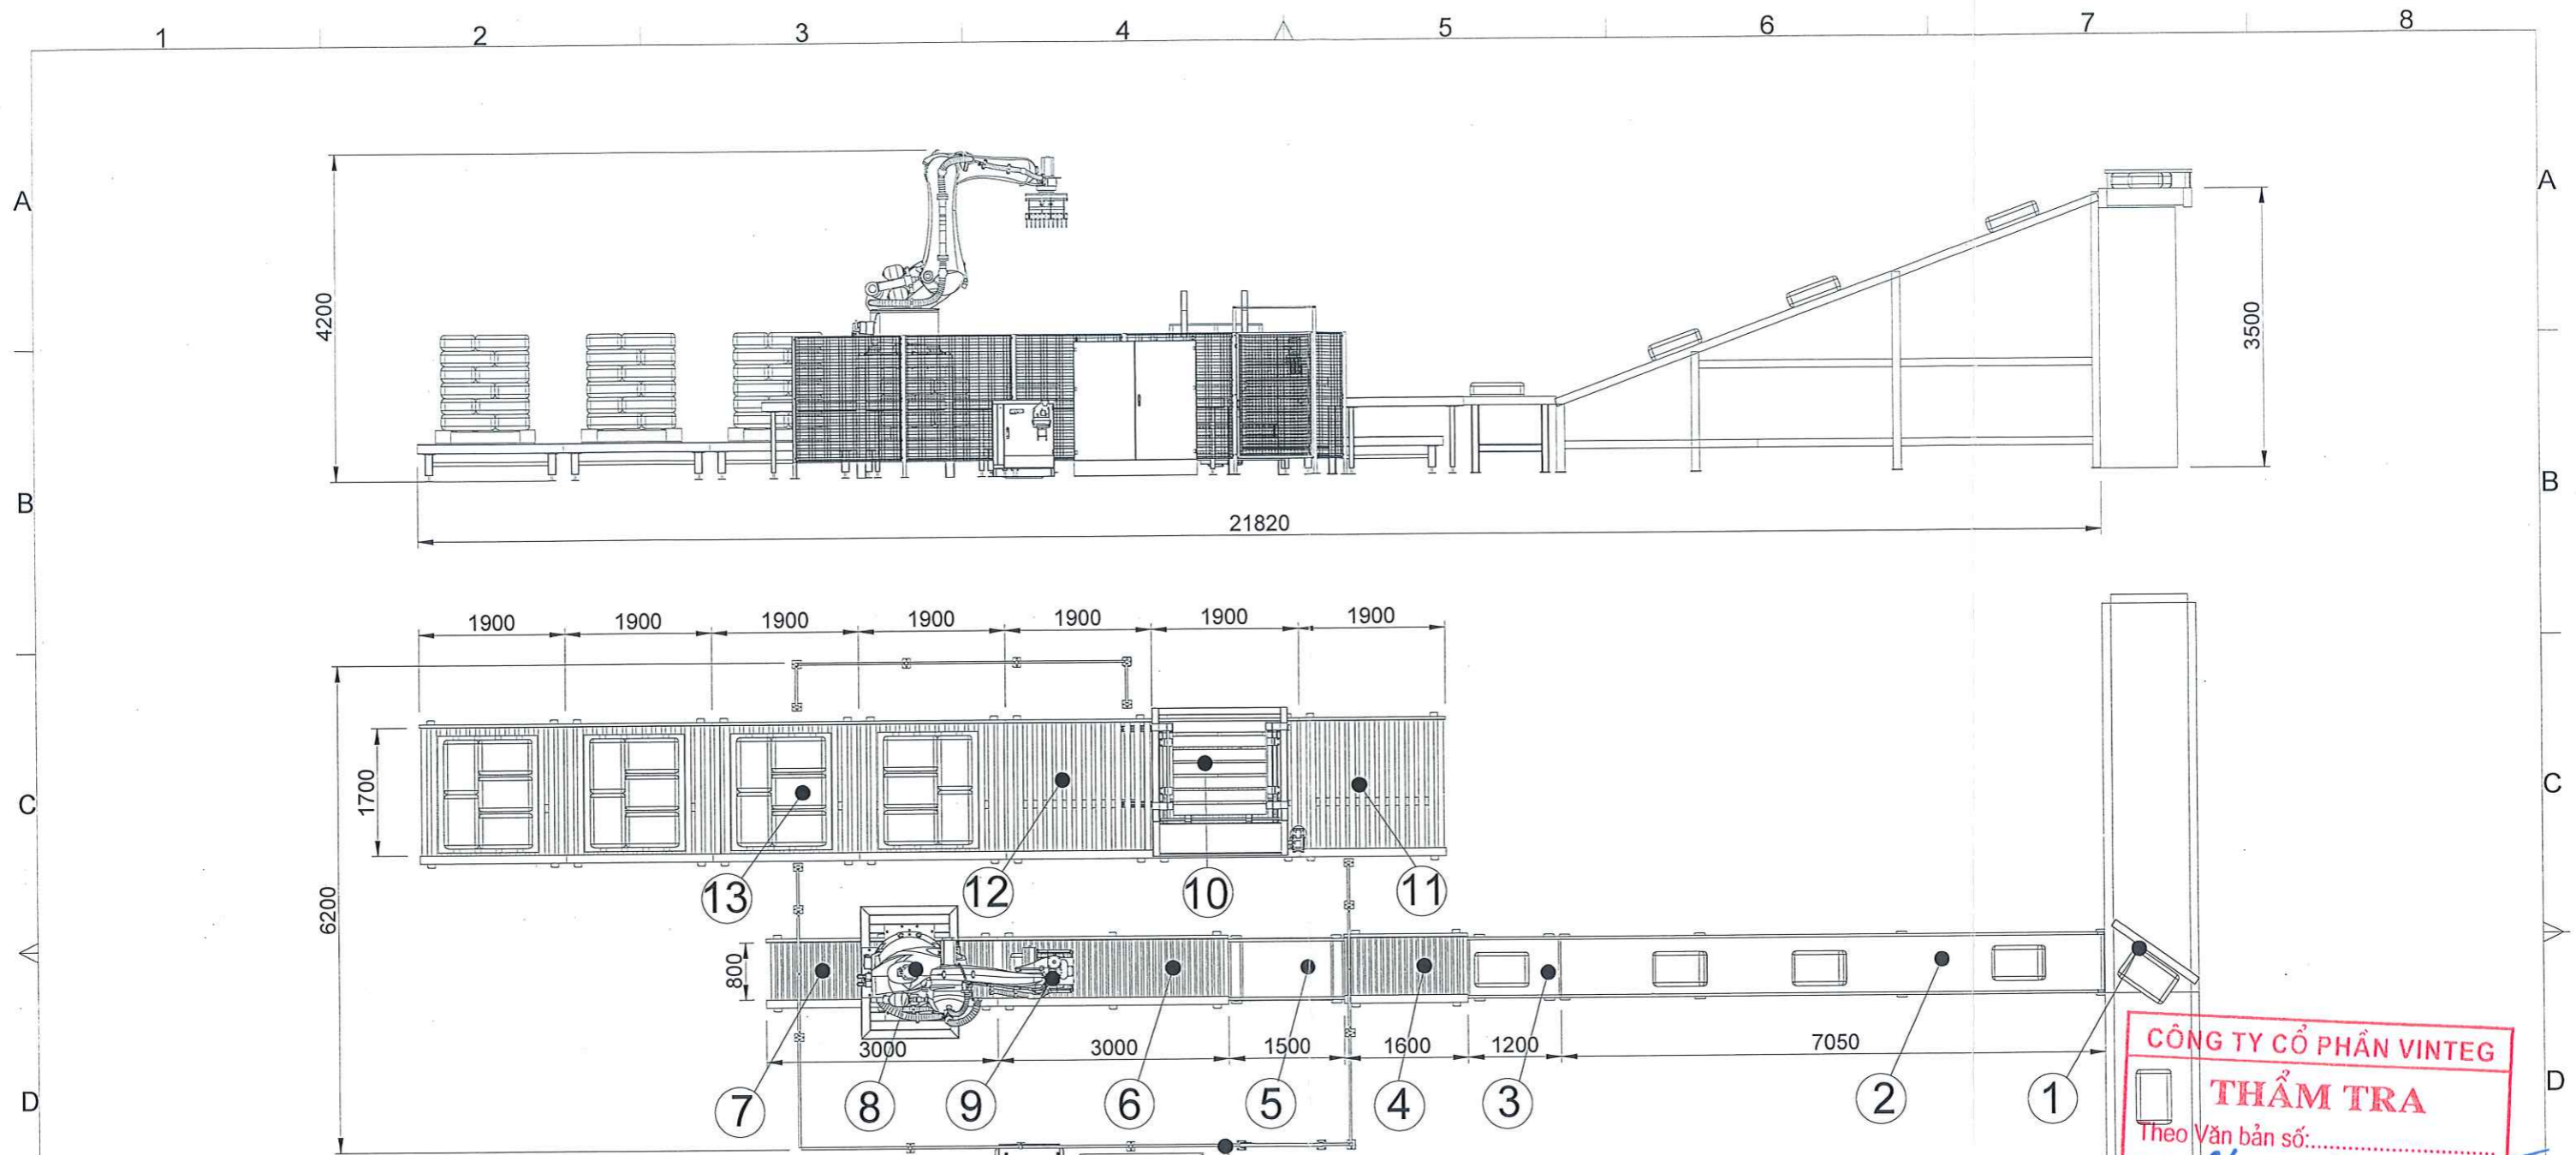 1 2 3 4 5 6 7 8
A A
4200
3500
B B
21820
1900 1900 1900 1900 1900 1900 1900
1700
C C
13 12 10 11
6200
800
3000 3000 1500 1600 1200 7050
7 8 9 6 5 4 3 2 1
D D
CÔNG TY CỔ PHẦN VINTEG
THẨM TRA
Theo Văn bản số: